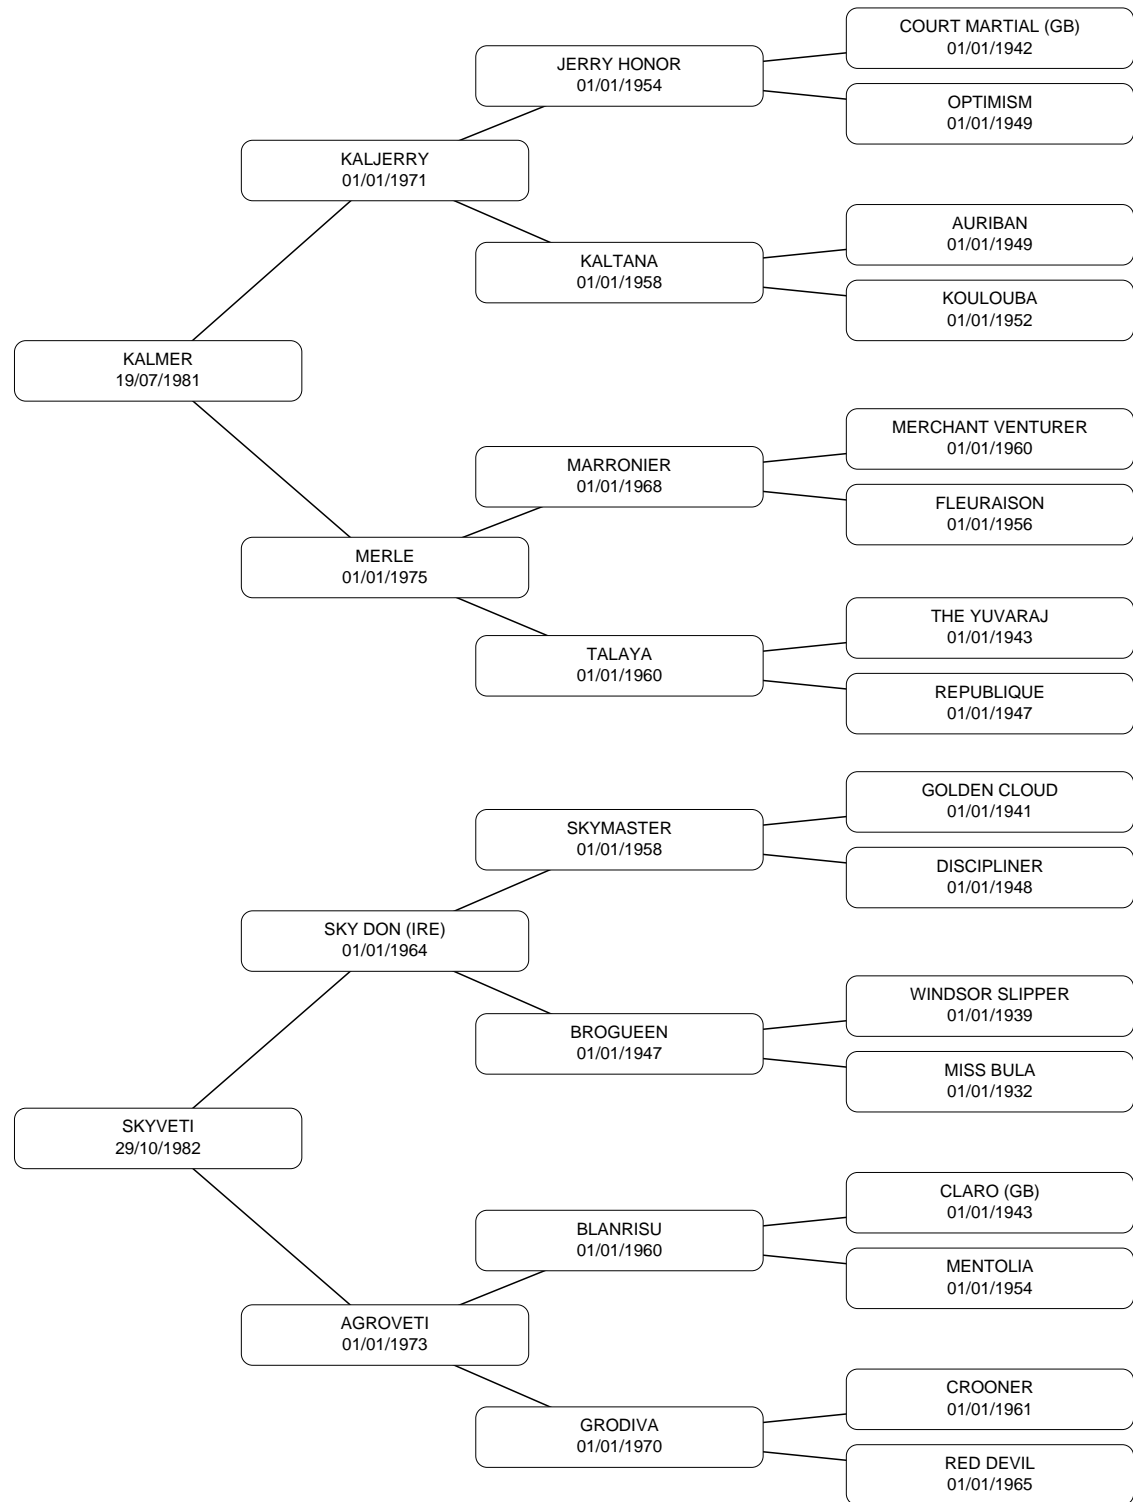 COURT MARTIAL (GB)
01/01/1942
JERRY HONOR
01/01/1954
OPTIMISM
01/01/1949
KALJERRY
01/01/1971
AURIBAN
01/01/1949
KALTANA
01/01/1958
KOULOUBA
01/01/1952
KALMER
19/07/1981
MERCHANT VENTURER
01/01/1960
MARRONIER
01/01/1968
FLEURAISON
01/01/1956
MERLE
01/01/1975
THE YUVARAJ
01/01/1943
TALAYA
01/01/1960
REPUBLIQUE
01/01/1947
GOLDEN CLOUD
01/01/1941
SKYMASTER
01/01/1958
DISCIPLINER
01/01/1948
SKY DON (IRE)
01/01/1964
WINDSOR SLIPPER
01/01/1939
BROGUEEN
01/01/1947
MISS BULA
01/01/1932
SKYVETI
29/10/1982
CLARO (GB)
01/01/1943
BLANRISU
01/01/1960
MENTOLIA
01/01/1954
AGROVETI
01/01/1973
CROONER
01/01/1961
GRODIVA
01/01/1970
RED DEVIL
01/01/1965